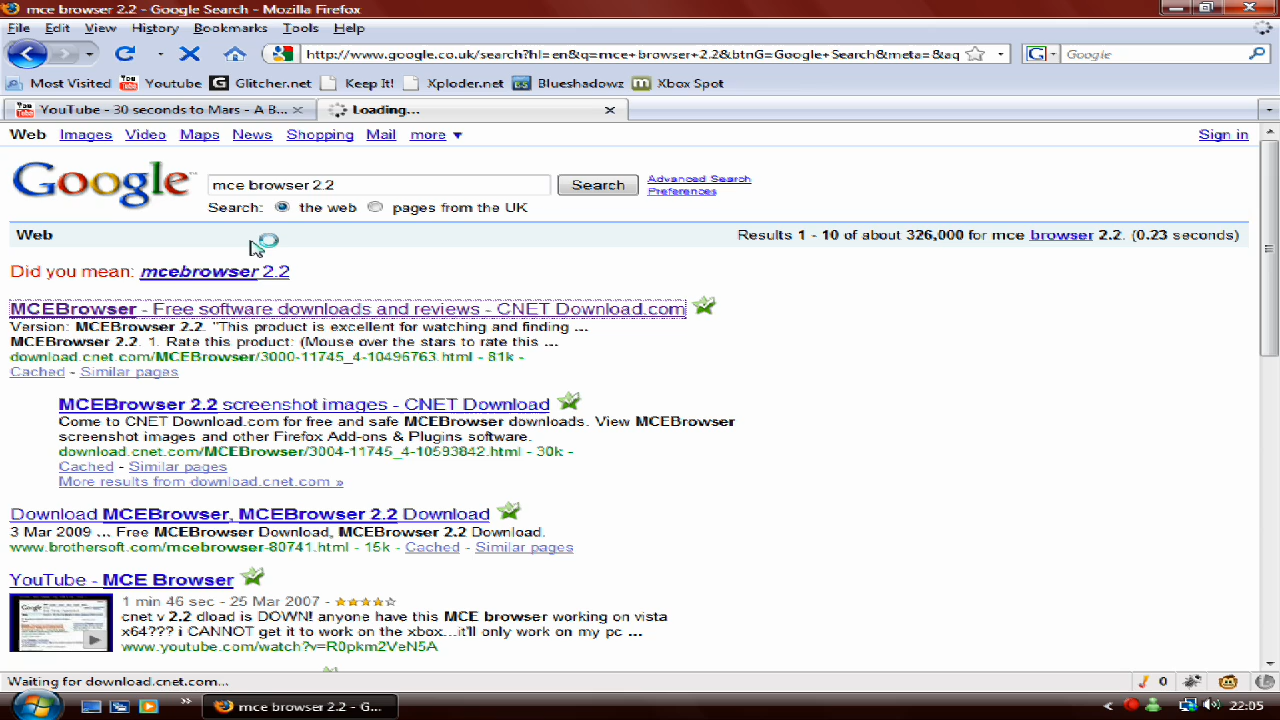 mce browser 2.2 - Google Search - Mozilla Firefox
File Edit View History Bookmarks Tools Help
http://www.google.co.uk/search?hl=en&q=mce+browser+2.2&btnG=Google+Search&meta=&aq
Google
Most Visited Youtube Glitcher.net Keep It! Xploder.net Blueshadowz Xbox Spot
YouTube - 30 seconds to Mars - A B... Loading...
Web Images Video Maps News Shopping Mail more ▼ Sign in
Google mce browser 2.2 Search Advanced Search
Preferences
Search: the web pages from the UK
Web Results 1 - 10 of about 326,000 for mce browser 2.2. (0.23 seconds)
Did you mean: mcebrowser 2.2
MCEBrowser - Free software downloads and reviews - CNET Download.com
Version: MCEBrowser 2.2. "This product is excellent for watching and finding ...
MCEBrowser 2.2. 1. Rate this product: (Mouse over the stars to rate this ...
download.cnet.com/MCEBrowser/3000-11745_4-10496763.html - 81k -
Cached - Similar pages
MCEBrowser 2.2 screenshot images - CNET Download
Come to CNET Download.com for free and safe MCEBrowser downloads. View MCEBrowser
screenshot images and other Firefox Add-ons & Plugins software.
download.cnet.com/MCEBrowser/3004-11745_4-10593842.html - 30k -
Cached - Similar pages
More results from download.cnet.com »
Download MCEBrowser, MCEBrowser 2.2 Download
3 Mar 2009 ... Free MCEBrowser Download, MCEBrowser 2.2 Download.
www.brothersoft.com/mcebrowser-80741.html - 15k - Cached - Similar pages
YouTube - MCE Browser
1 min 46 sec - 25 Mar 2007 -
cnet v 2.2 dload is DOWN! anyone have this MCE browser working on vista
x64??? i CANNOT get it to work on the xbox...it'll only work on my pc ...
www.youtube.com/watch?v=R0pkm2VeN5A
Waiting for download.cnet.com... 0
mce browser 2.2 - G... 22:05